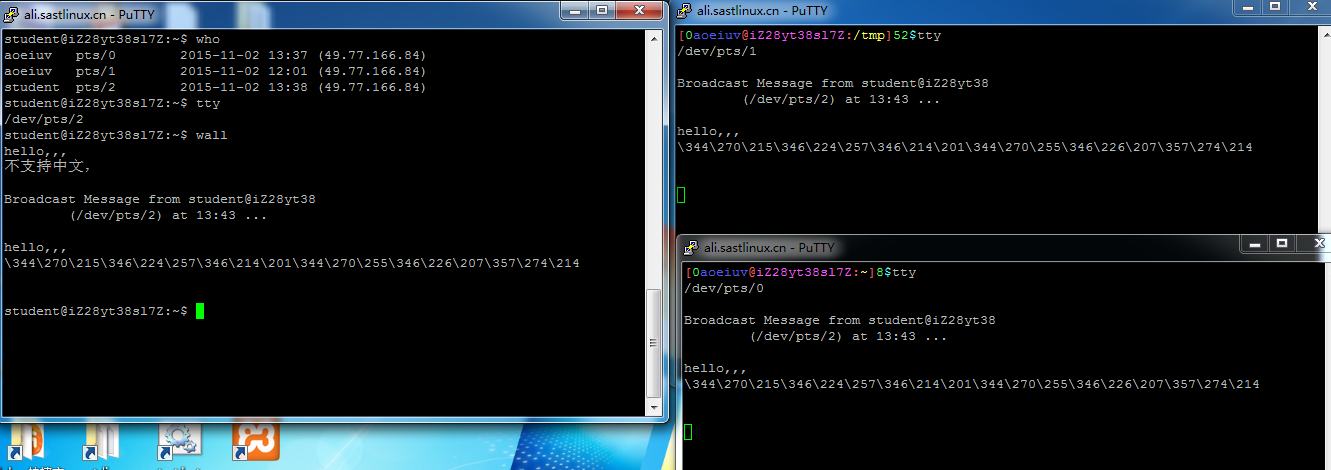 ali.sastlinux.cn - PuTTY
student@iZ28yt38sl7Z:~$ who
aoeiuv   pts/0        2015-11-02 13:37 (49.77.166.84)
aoeiuv   pts/1        2015-11-02 12:01 (49.77.166.84)
student  pts/2        2015-11-02 13:38 (49.77.166.84)
student@iZ28yt38sl7Z:~$ tty
/dev/pts/2
student@iZ28yt38sl7Z:~$ wall
hello,,,
不支持中文，
Broadcast Message from student@iZ28yt38
(/dev/pts/2) at 13:43 ...
hello,,,
\344\270\215\346\224\257\346\214\201\344\270\255\346\226\207\357\274\214
student@iZ28yt38sl7Z:~$
ali.sastlinux.cn - PuTTY
[0aoeiuv@iZ28yt38sl7Z:/tmp]52$tty
/dev/pts/1
Broadcast Message from student@iZ28yt38
(/dev/pts/2) at 13:43 ...
hello,,,
\344\270\215\346\224\257\346\214\201\344\270\255\346\226\207\357\274\214
ali.sastlinux.cn - PuTTY
[0aoeiuv@iZ28yt38sl7Z:~]8$tty
/dev/pts/0
Broadcast Message from student@iZ28yt38
(/dev/pts/2) at 13:43 ...
hello,,,
\344\270\215\346\224\257\346\214\201\344\270\255\346\226\207\357\274\214